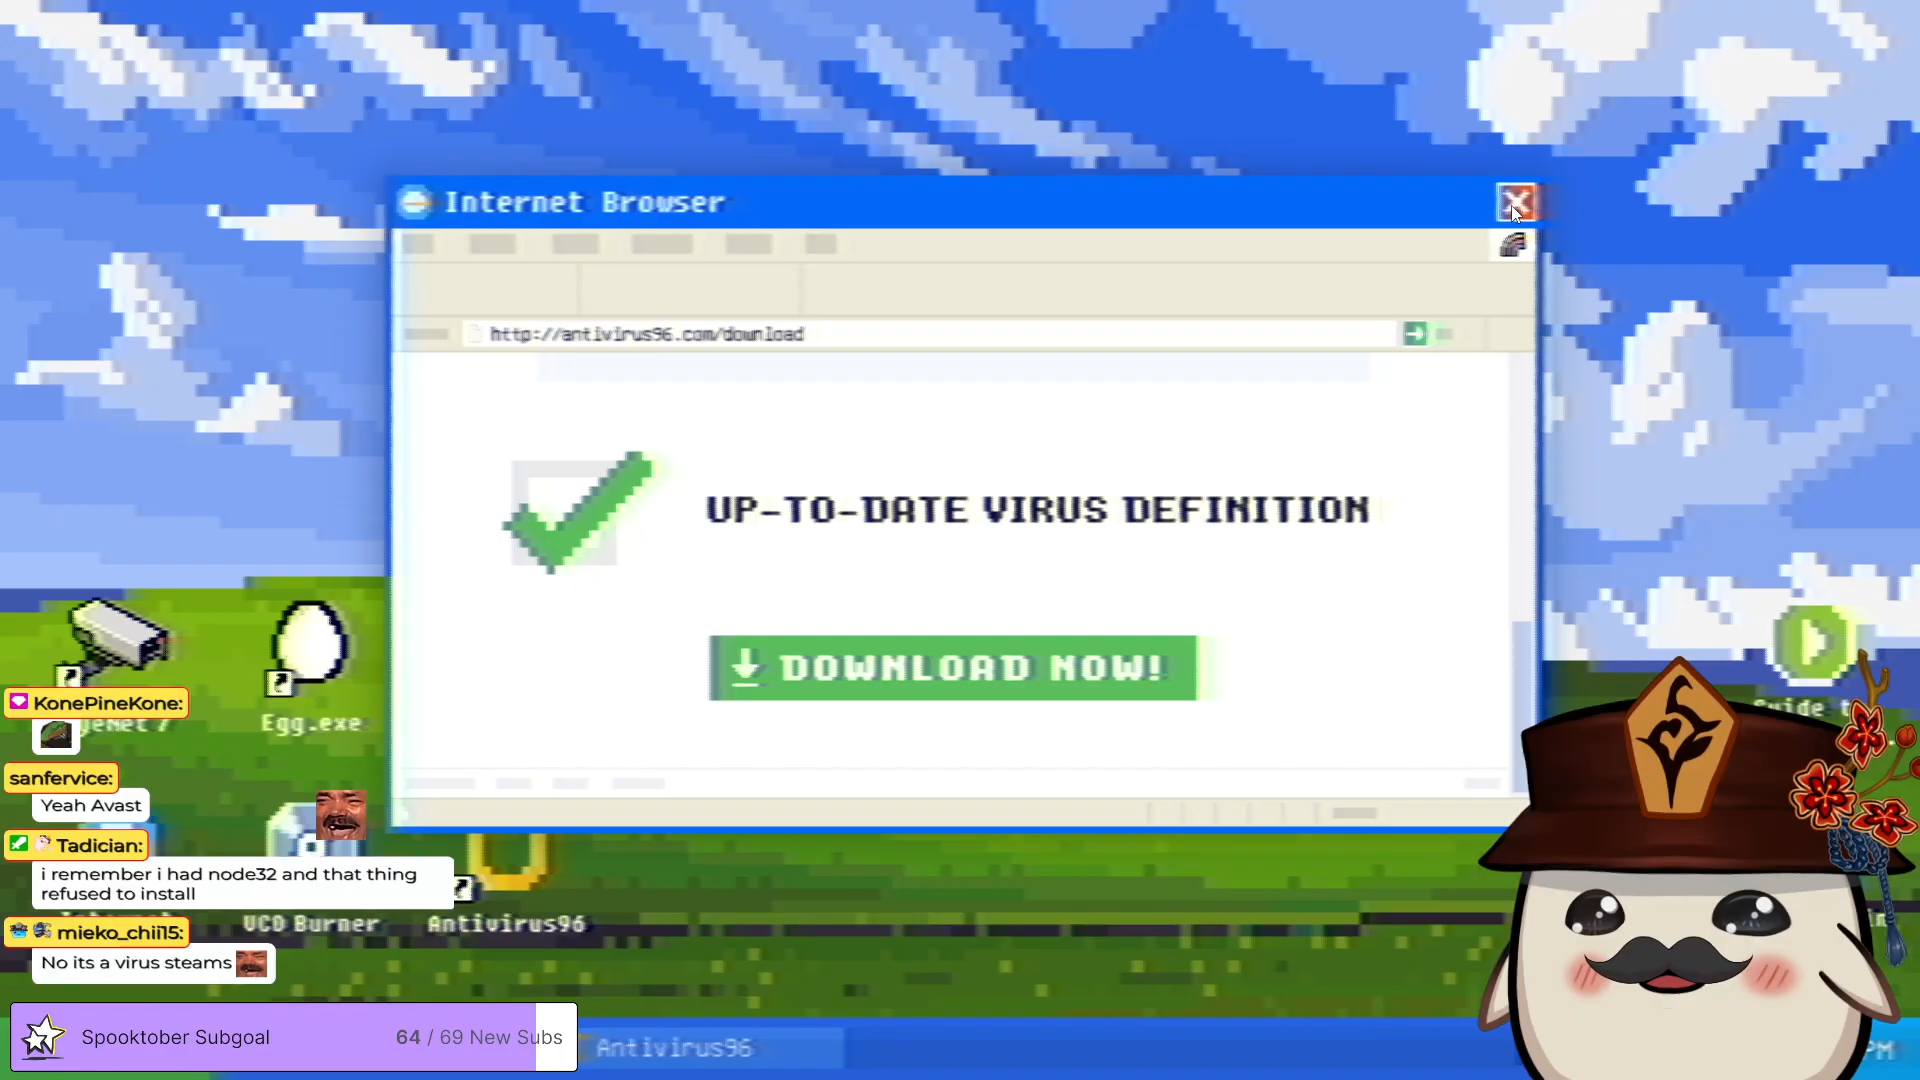 Internet Browser
http://antivirus96.com/download
UP-TO-DATE VIRUS DEFINITION
DOWNLOAD NOW!
Egg.exe
VCD Burner
Antivirus96
KonePineKone:
sanfervice:
Yeah Avast
Tadician:
i remember i had node32 and that thing
refused to install
mieko_chii15:
No its a virus steams
Spooktober Subgoal
64 / 69 New Subs
Antivirus96
PM